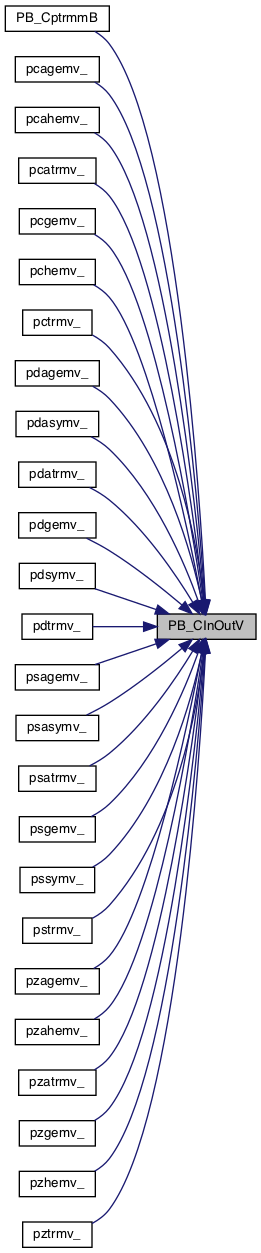 PB_CptrmmB
pcagemv_
pcahemv_
pcatrmv_
pcgemv_
pchemv_
pctrmv_
pdagemv_
pdasymv_
pdatrmv_
pdgemv_
pdsymv_
pdtrmv_
PB_CInOutV
psagemv_
psasymv_
psatrmv_
psgemv_
pssymv_
pstrmv_
pzagemv_
pzahemv_
pzatrmv_
pzgemv_
pzhemv_
pztrmv_